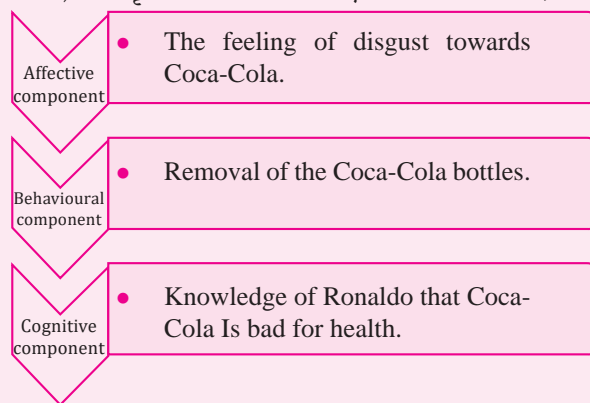 ● The feeling of disgust towards
Coca-Cola.
Affective
component
● Removal of the Coca-Cola bottles.
Behavioural
component
● Knowledge of Ronaldo that Coca-
Cola Is bad for health.
Cognitive
component